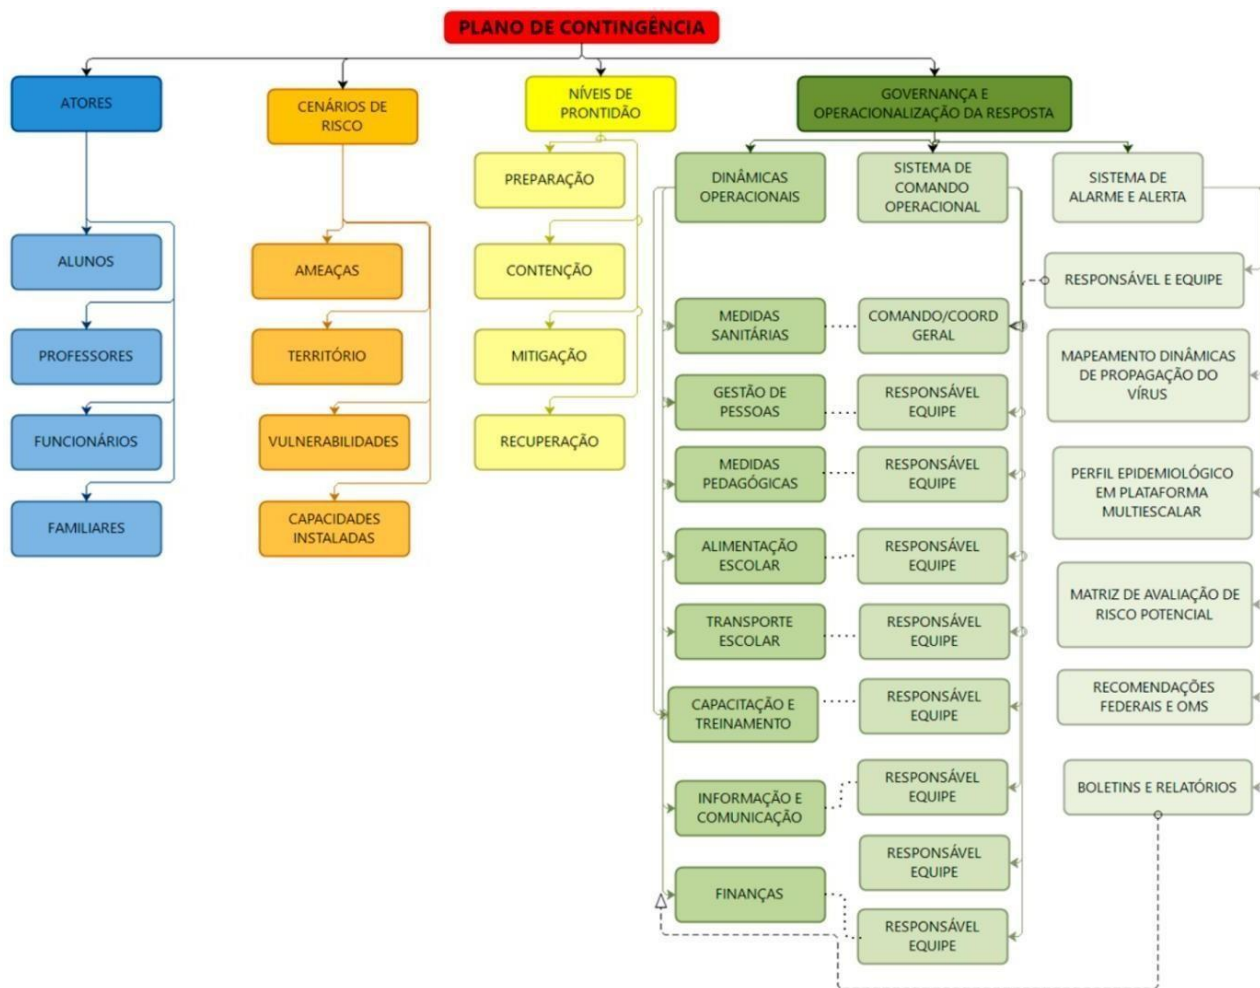 PLANO DE CONTINGÊNCIA
ATORES
CENÁRIOS DE
RISCO
NÍVEIS DE
PRONTIDÃO
GOVERNANÇA E
OPERACIONALIZAÇÃO DA RESPOSTA
ALUNOS
PROFESSORES
FUNCIONÁRIOS
FAMILIARES
AMEAÇAS
TERRITÓRIO
VULNERABILIDADES
CAPACIDADES
INSTALADAS
PREPARAÇÃO
CONTENÇÃO
MITIGAÇÃO
RECUPERAÇÃO
DINÂMICAS
OPERACIONAIS
MEDIDAS
SANITÁRIAS
GESTÃO DE
PESSOAS
MEDIDAS
PEDAGÓGICAS
ALIMENTAÇÃO
ESCOLAR
TRANSPORTE
ESCOLAR
CAPACITAÇÃO E
TREINAMENTO
INFORMAÇÃO E
COMUNICAÇÃO
FINANÇAS
SISTEMA DE
COMANDO
OPERACIONAL
COMANDO/COORD
GERAL
RESPONSÁVEL
EQUIPE
RESPONSÁVEL
EQUIPE
RESPONSÁVEL
EQUIPE
RESPONSÁVEL
EQUIPE
RESPONSÁVEL
EQUIPE
RESPONSÁVEL
EQUIPE
RESPONSÁVEL
EQUIPE
RESPONSÁVEL
EQUIPE
SISTEMA DE
ALARME E ALERTA
RESPONSÁVEL E EQUIPE
MAPEAMENTO DINÂMICAS
DE PROPAGAÇÃO DO
VÍRUS
PERFIL EPIDEMIOLÓGICO
EM PLATAFORMA
MULTIESCALAR
MATRIZ DE AVALIAÇÃO DE
RISCO POTENCIAL
RECOMENDAÇÕES
FEDERAIS E OMS
BOLETINS E RELATÓRIOS